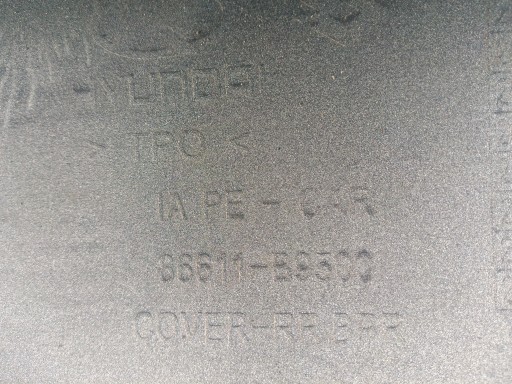 HYUNDAI
> TPO <
IA PE - CAR
86611-B9500
COVER-RR BPR